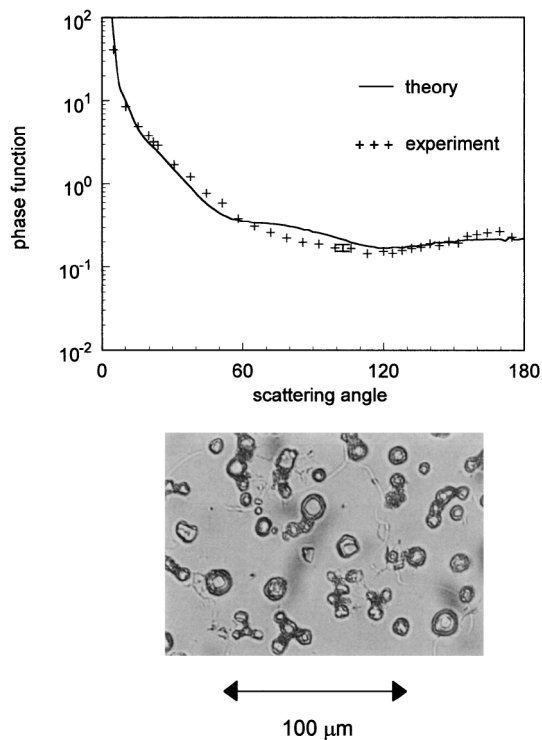 10²
10¹
10⁰
10⁻¹
10⁻²
phase function
theory
+ + + experiment
0 60 120 180
scattering angle
100 μm